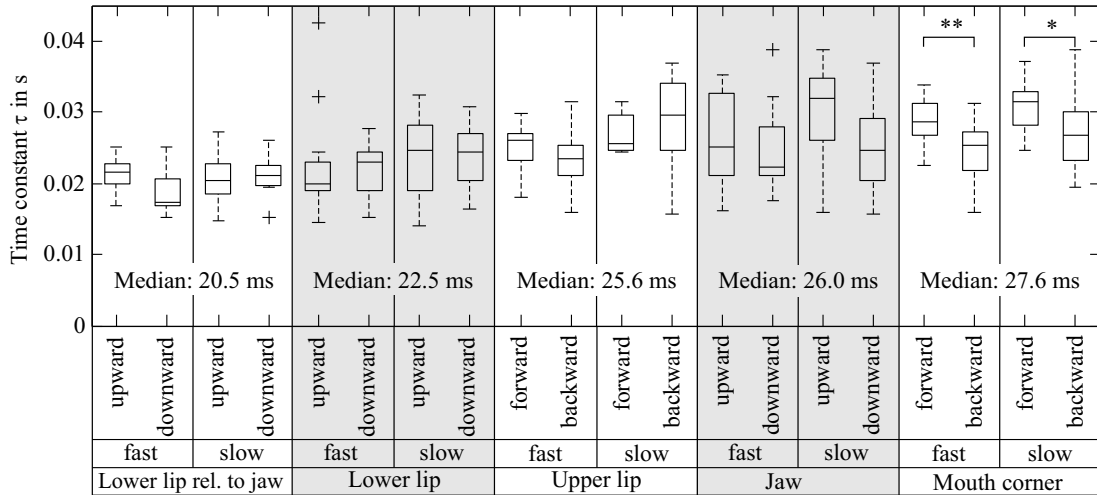 ** *
0.04
0.03
0.02
0.01
0
Time constant τ in s
Median: 20.5 ms Median: 22.5 ms Median: 25.6 ms Median: 26.0 ms Median: 27.6 ms
upward downward upward downward upward downward upward downward forward backward forward backward upward downward upward downward forward backward forward backward
fast slow fast slow fast slow fast slow fast slow
Lower lip rel. to jaw Lower lip Upper lip Jaw Mouth corner